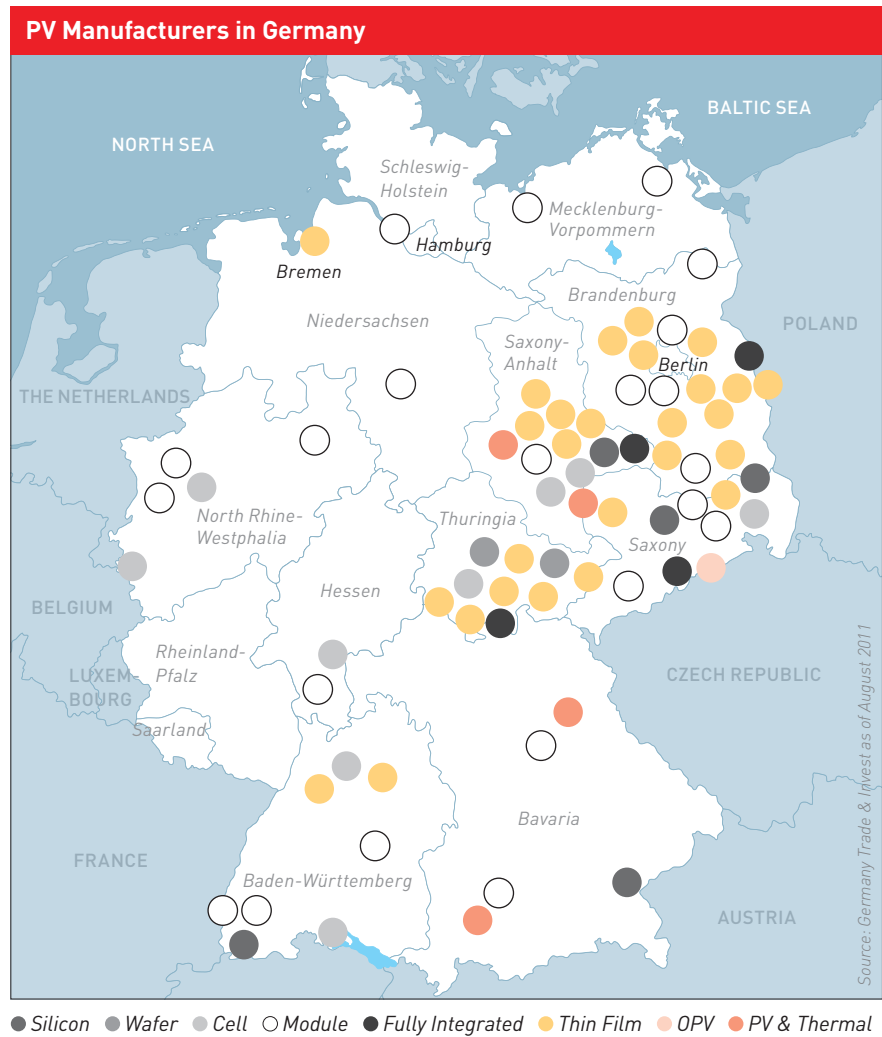 PV Manufacturers in Germany
BALTIC SEA
NORTH SEA
Schleswig-
Holstein
Mecklenburg-
Vorpommern
Hamburg
Bremen
Brandenburg
Niedersachsen
POLAND
Saxony-
Anhalt
Berlin
THE NETHERLANDS
North Rhine-
Westphalia
Thuringia
Saxony
Hessen
BELGIUM
Rheinland-
Pfalz
LUXEM-
BOURG
CZECH REPUBLIC
Saarland
Bavaria
FRANCE
Baden-Württemberg
AUSTRIA
Source: Germany Trade & Invest as of August 2011
Silicon Wafer Cell Module Fully Integrated Thin Film OPV PV & Thermal